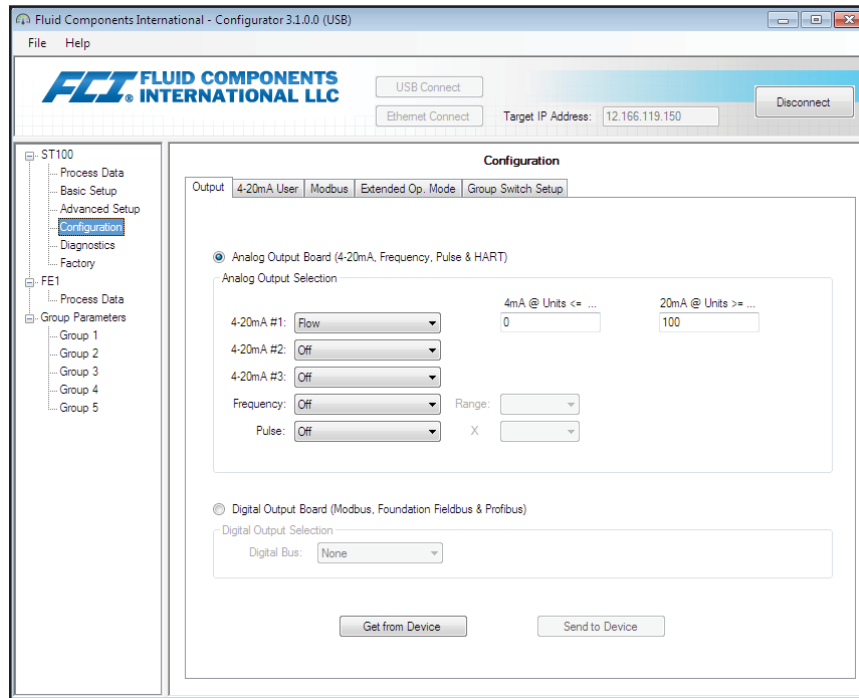 Fluid Components International - Configurator 3.1.0.0 (USB)
File Help
FCI. FLUID COMPONENTS
® INTERNATIONAL LLC
USB Connect
Ethernet Connect
Target IP Address: 12.166.119.150
Disconnect
ST100
Process Data
Basic Setup
Advanced Setup
Configuration
Diagnostics
Factory
FE1
Process Data
Group Parameters
Group 1
Group 2
Group 3
Group 4
Group 5
Configuration
Output 4-20mA User Modbus Extended Op. Mode Group Switch Setup
Analog Output Board (4-20mA, Frequency, Pulse & HART)
Analog Output Selection
4mA @ Units <= ... 20mA @ Units >= ...
4-20mA #1: Flow 0 100
4-20mA #2: Off
4-20mA #3: Off
Frequency: Off Range:
Pulse: Off X
Digital Output Board (Modbus, Foundation Fieldbus & Profibus)
Digital Output Selection
Digital Bus: None
Get from Device Send to Device